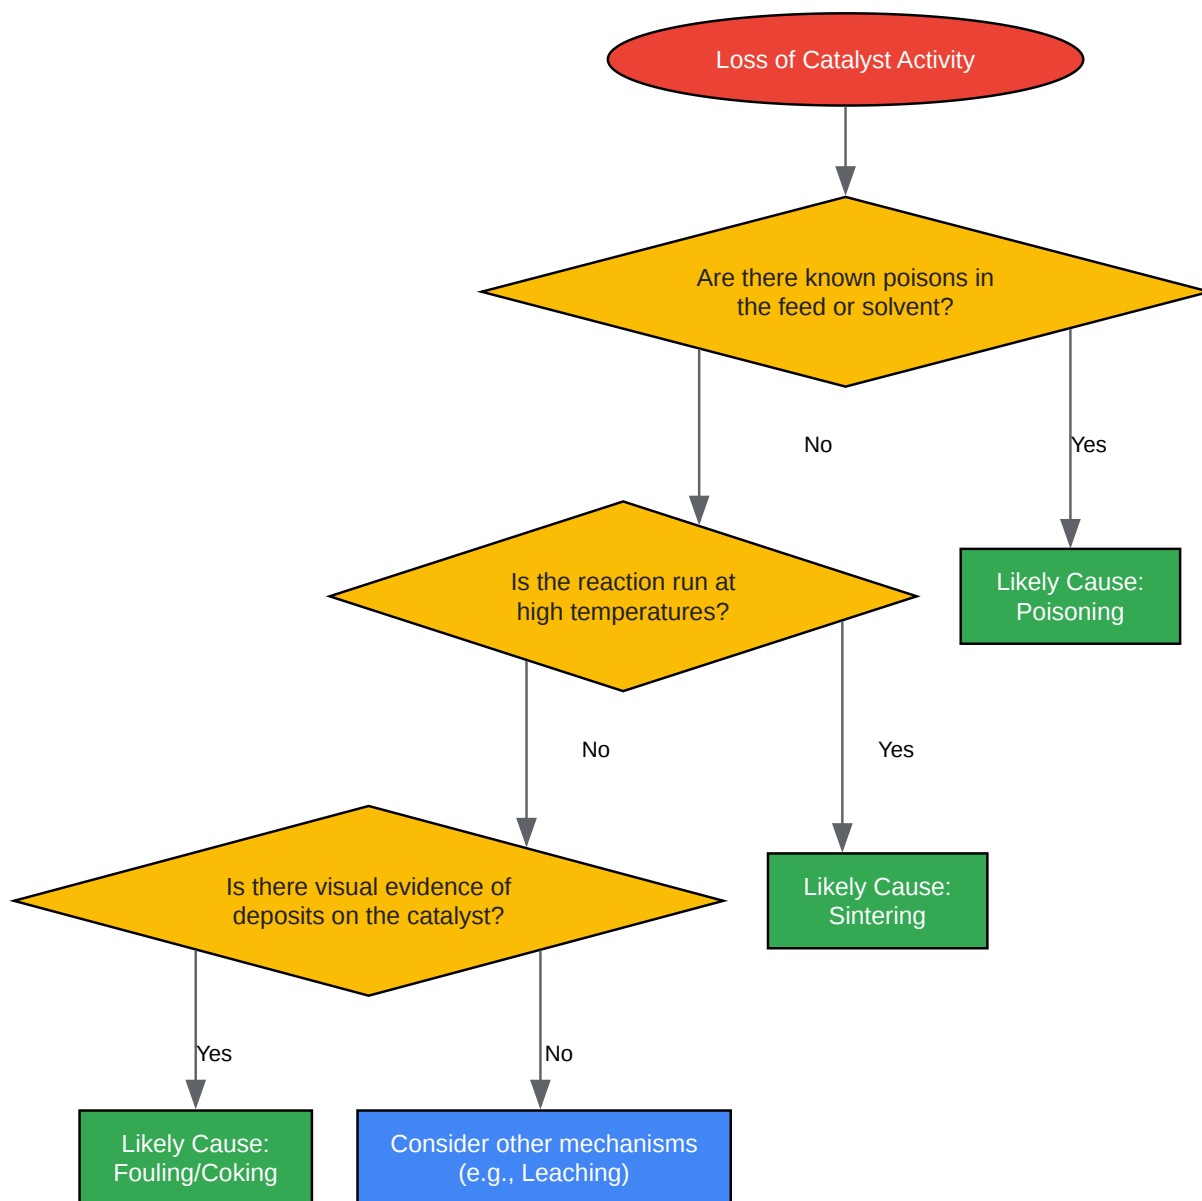 Loss of Catalyst Activity
Are there known poisons in
the feed or solvent?
No
Yes
Is the reaction run at
high temperatures?
Likely Cause:
Poisoning
No
Yes
Is there visual evidence of
deposits on the catalyst?
Likely Cause:
Sintering
Yes
No
Likely Cause:
Fouling/Coking
Consider other mechanisms
(e.g., Leaching)